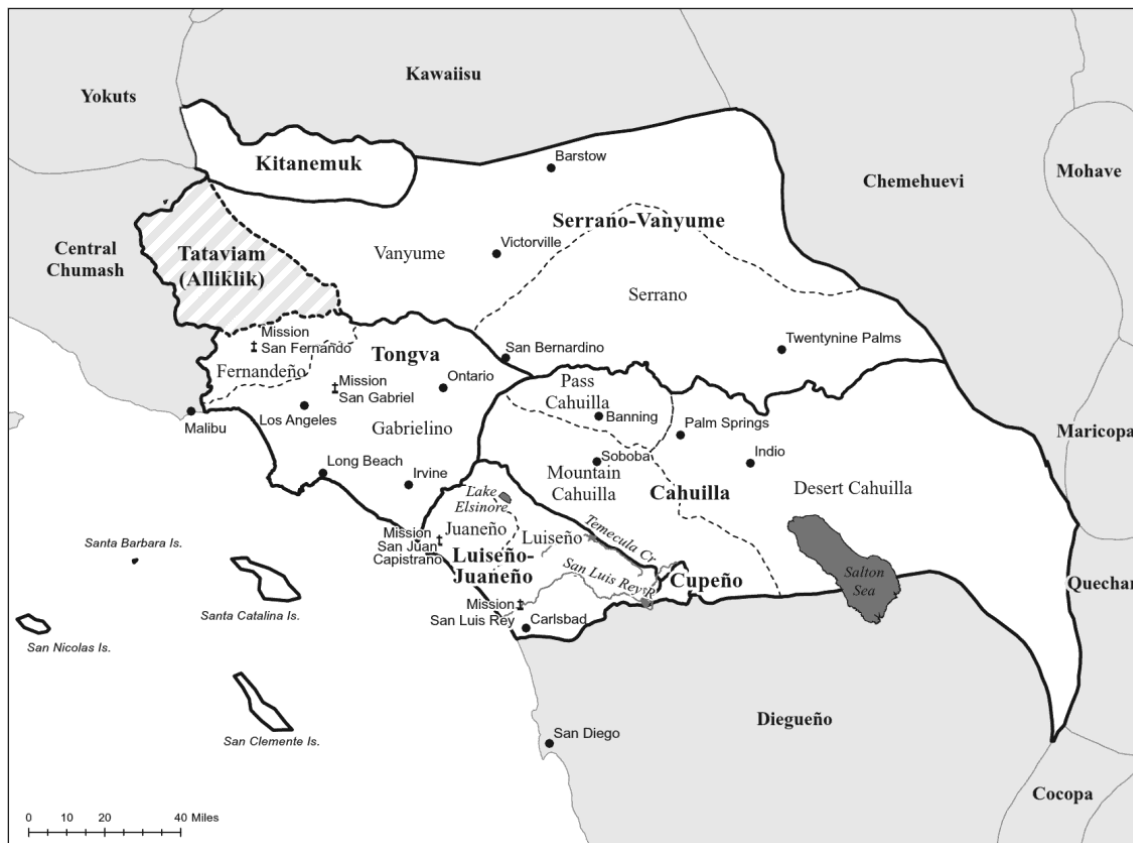 Yokuts
Kawaiisu
Kitanemuk
Barstow
Chemehuevi
Mohave
Central
Chumash
Tataviam
(Alliklik)
Vanyume
Victorville
Serrano-Vanyume
Serrano
Mission
San Fernando
Fernandeño
Tongva
San Bernardino
Twentynine Palms
Mission
San Gabriel
Ontario
Pass
Cahuilla
Banning
Malibu
Los Angeles
Gabrielino
Palm Springs
Maricopa
Long Beach
Irvine
Soboba
Indio
Mountain
Cahuilla
Cahuilla
Desert Cahuilla
Lake
Elsinore
Juaneño
Luiseño
Temecula Cr
Mission
San Juan
Capistrano
Luiseño-
Juaneño
San Luis Rey R
Cupeño
Salton
Sea
Quechan
Mission
San Luis Rey
Carlsbad
Santa Barbara Is.
Santa Catalina Is.
San Nicolas Is.
San Clemente Is.
San Diego
Diegueño
Cocopa
0 10 20 40 Miles